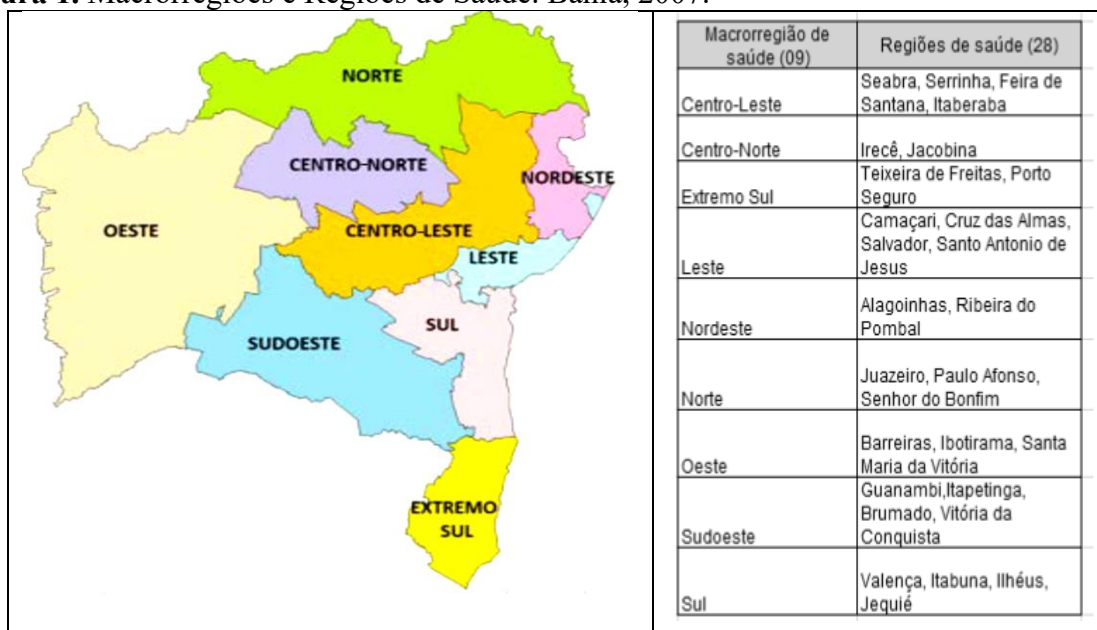 ura 1. Macrorregiões e Regiões de Saúde. Bahia, 2007.
NORTE
CENTRO-NORTE
NORDESTE
OESTE
CENTRO-LESTE
LESTE
SUL
SUDOESTE
EXTREMO
SUL
Macrorregião de
saúde (09)
Regiões de saúde (28)
Centro-Leste
Seabra, Serrinha, Feira de
Santana, Itaberaba
Centro-Norte
Irecê, Jacobina
Extremo Sul
Teixeira de Freitas, Porto
Seguro
Leste
Camaçari, Cruz das Almas,
Salvador, Santo Antonio de
Jesus
Nordeste
Alagoinhas, Ribeira do
Pombal
Norte
Juazeiro, Paulo Afonso,
Senhor do Bonfim
Oeste
Barreiras, Ibotirama, Santa
Maria da Vitória
Sudoeste
Guanambi,Itapetinga,
Brumado, Vitória da
Conquista
Sul
Valença, Itabuna, Ilhéus,
Jequié